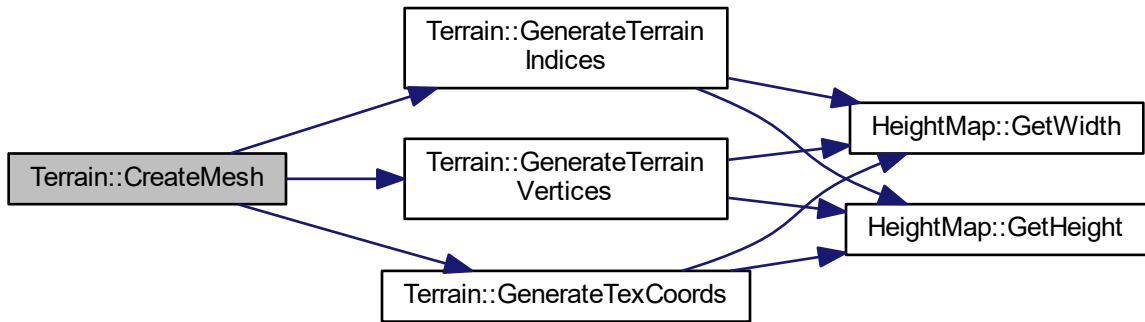 Terrain::CreateMesh
Terrain::GenerateTerrain
Indices
Terrain::GenerateTerrain
Vertices
Terrain::GenerateTexCoords
HeightMap::GetWidth
HeightMap::GetHeight